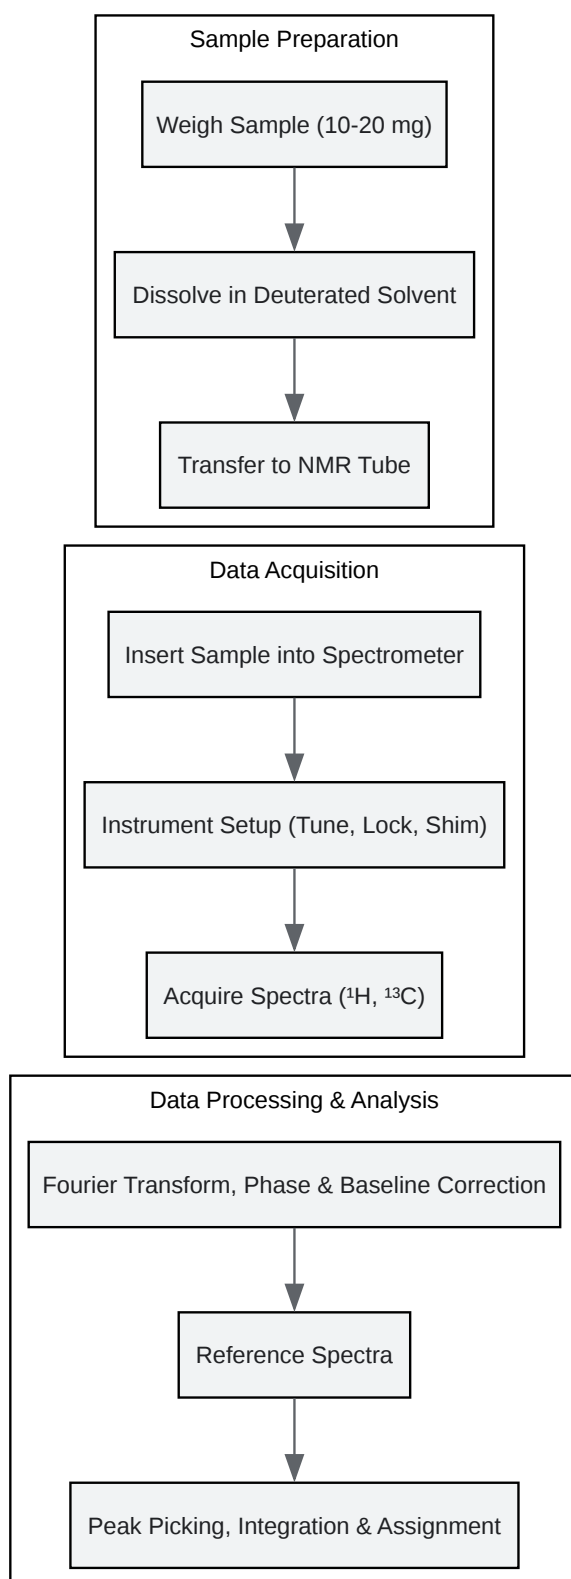 Sample Preparation
Weigh Sample (10-20 mg)
Dissolve in Deuterated Solvent
Transfer to NMR Tube
Data Acquisition
Insert Sample into Spectrometer
Instrument Setup (Tune, Lock, Shim)
Acquire Spectra (¹H, ¹³C)
Data Processing & Analysis
Fourier Transform, Phase & Baseline Correction
Reference Spectra
Peak Picking, Integration & Assignment